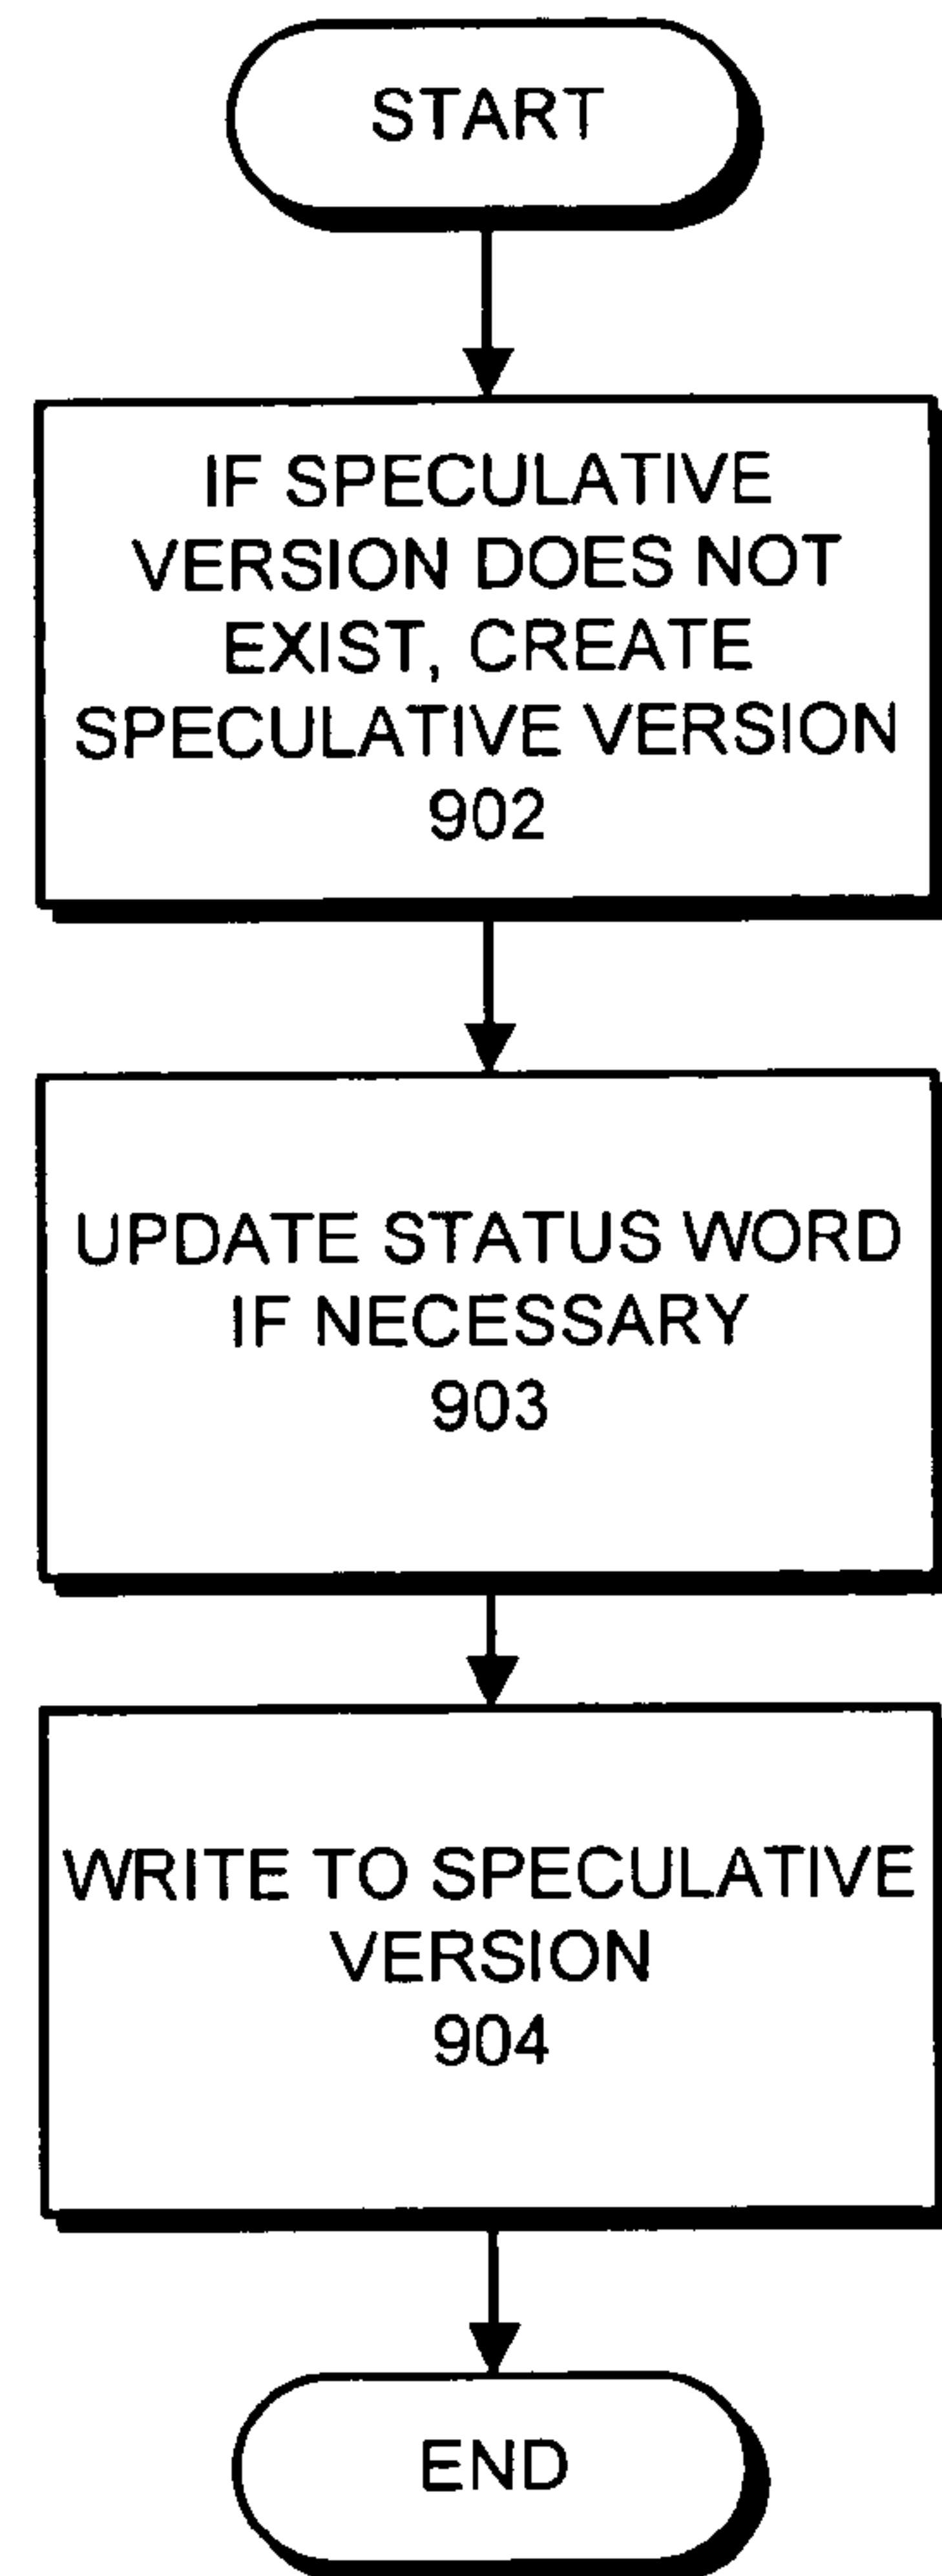 START
IF SPECULATIVE
VERSION DOES NOT
EXIST, CREATE
SPECULATIVE VERSION
902
UPDATE STATUS WORD
IF NECESSARY
903
WRITE TO SPECULATIVE
VERSION
904
END